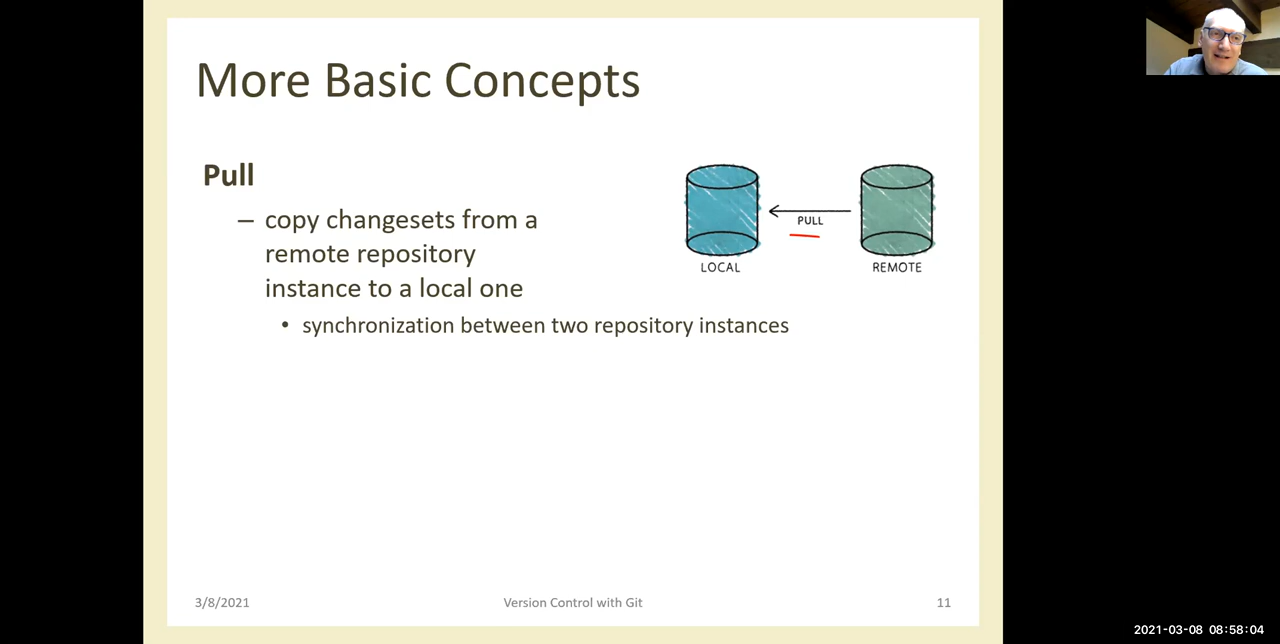 More Basic Concepts
Pull
– copy changesets from a
remote repository
instance to a local one
• synchronization between two repository instances
PULL
LOCAL
REMOTE
3/8/2021
Version Control with Git
11
2021-03-08 08:58:04